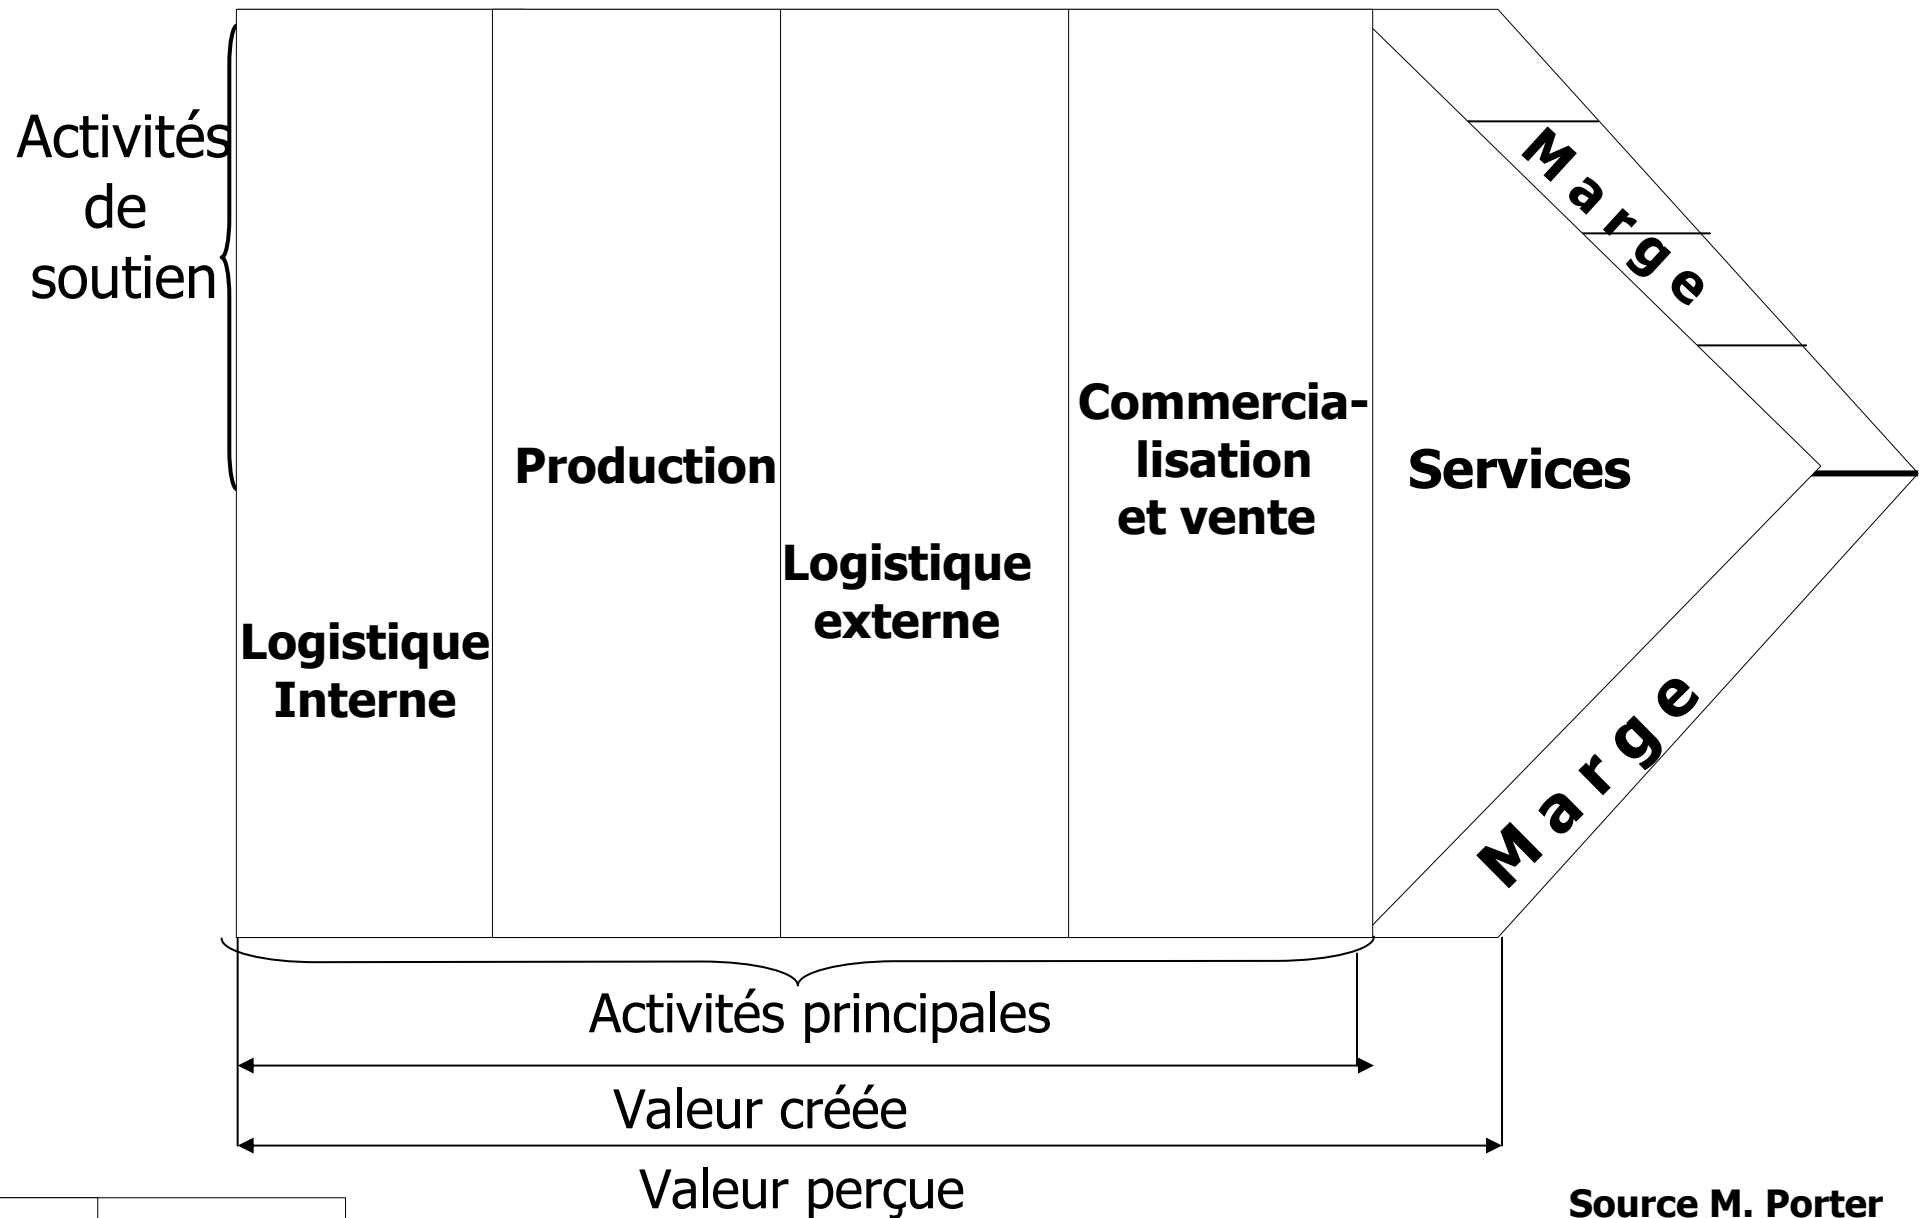 Activités
de
soutien
Logistique
Interne
Production
Logistique
externe
Commercia-
lisation
et vente
Services
Marge
Marge
Activités principales
Valeur créée
Valeur perçue
Source M. Porter